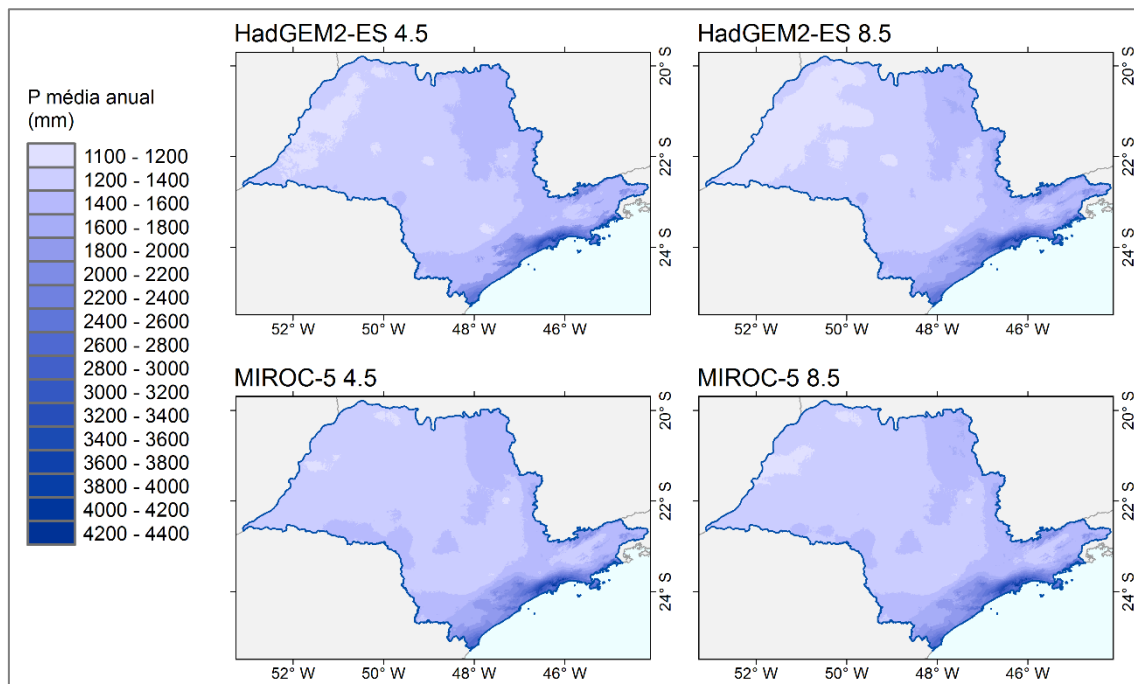 HadGEM2-ES 4.5
HadGEM2-ES 8.5
P média anual
(mm)
1100 - 1200
1200 - 1400
1400 - 1600
1600 - 1800
1800 - 2000
2000 - 2200
2200 - 2400
2400 - 2600
2600 - 2800
2800 - 3000
3000 - 3200
3200 - 3400
3400 - 3600
3600 - 3800
3800 - 4000
4000 - 4200
4200 - 4400
20° S
22° S
24° S
52° W
50° W
48° W
46° W
20° S
22° S
24° S
52° W
50° W
48° W
46° W
MIROC-5 4.5
MIROC-5 8.5
20° S
22° S
24° S
52° W
50° W
48° W
46° W
20° S
22° S
24° S
52° W
50° W
48° W
46° W